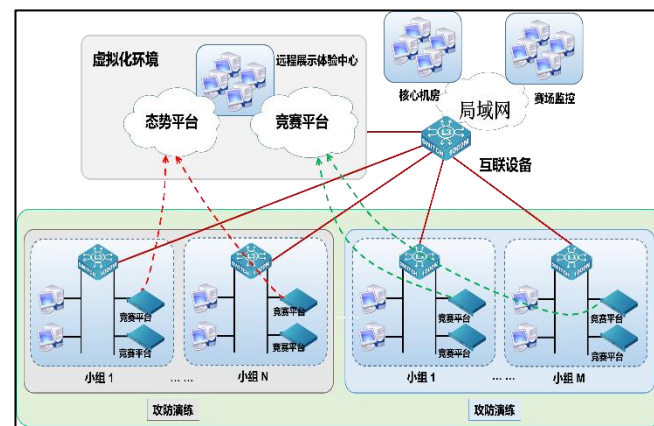 虚拟化环境
远程展示体验中心
态势平台
竞赛平台
核心机房
局域网
赛场监控
L3
互联设备
竞赛平台
竞赛平台
小组 1
... ...
竞赛平台
竞赛平台
小组 N
攻防演练
竞赛平台
竞赛平台
小组 1
... ...
竞赛平台
竞赛平台
小组 M
攻防演练